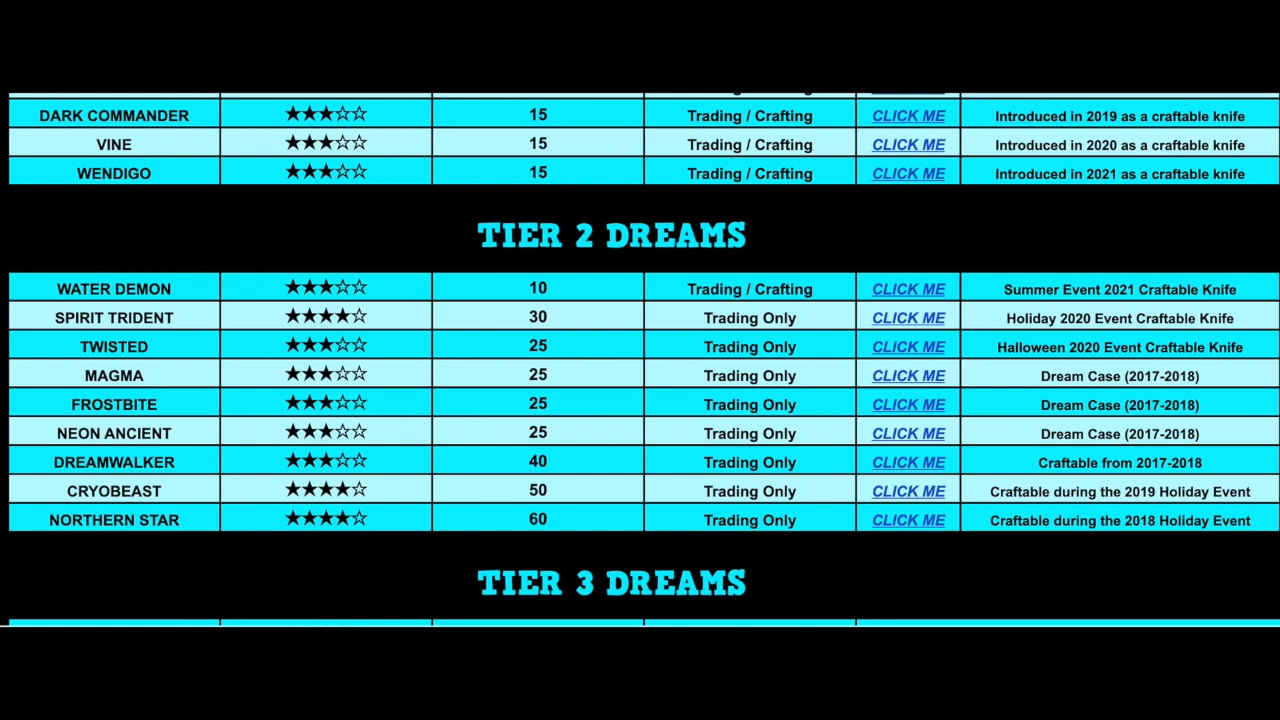 DARK COMMANDER ★★★☆☆ 15 Trading / Crafting CLICK ME Introduced in 2019 as a craftable knife
VINE ★★★☆☆ 15 Trading / Crafting CLICK ME Introduced in 2020 as a craftable knife
WENDIGO ★★★☆☆ 15 Trading / Crafting CLICK ME Introduced in 2021 as a craftable knife
TIER 2 DREAMS
WATER DEMON ★★★☆☆ 10 Trading / Crafting CLICK ME Summer Event 2021 Craftable Knife
SPIRIT TRIDENT ★★★★☆ 30 Trading Only CLICK ME Holiday 2020 Event Craftable Knife
TWISTED ★★★☆☆ 25 Trading Only CLICK ME Halloween 2020 Event Craftable Knife
MAGMA ★★★☆☆ 25 Trading Only CLICK ME Dream Case (2017-2018)
FROSTBITE ★★★☆☆ 25 Trading Only CLICK ME Dream Case (2017-2018)
NEON ANCIENT ★★★☆☆ 25 Trading Only CLICK ME Dream Case (2017-2018)
DREAMWALKER ★★★☆☆ 40 Trading Only CLICK ME Craftable from 2017-2018
CRYOBEAST ★★★★☆ 50 Trading Only CLICK ME Craftable during the 2019 Holiday Event
NORTHERN STAR ★★★★☆ 60 Trading Only CLICK ME Craftable during the 2018 Holiday Event
TIER 3 DREAMS